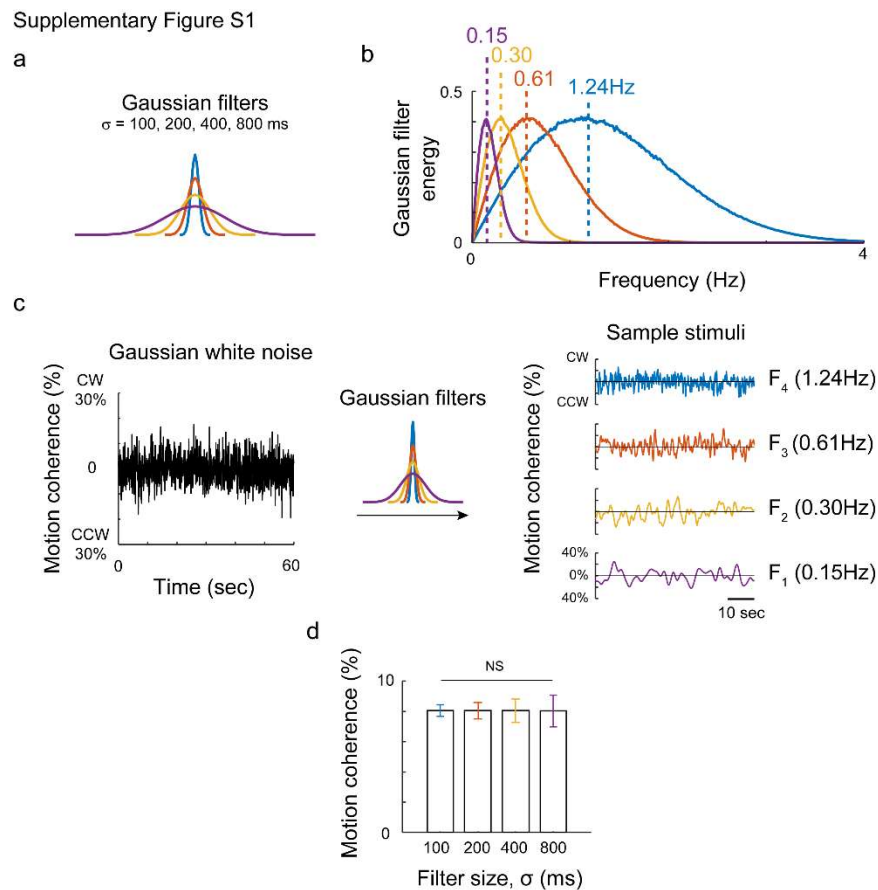 Supplementary Figure S1
a
Gaussian filters
σ = 100, 200, 400, 800 ms
b
0.15
0.30
0.61
1.24Hz
0.5
Gaussian filter
energy
0
0
4
Frequency (Hz)
c
Gaussian white noise
Motion coherence (%)
CW
30%
0
CCW
30%
0
60
Time (sec)
Gaussian filters
Sample stimuli
Motion coherence (%)
CW
CCW
F4 (1.24Hz)
F3 (0.61Hz)
F2 (0.30Hz)
40%
0%
40%
F1 (0.15Hz)
10 sec
d
NS
Motion coherence (%)
10
0
100 200 400 800
Filter size, σ (ms)